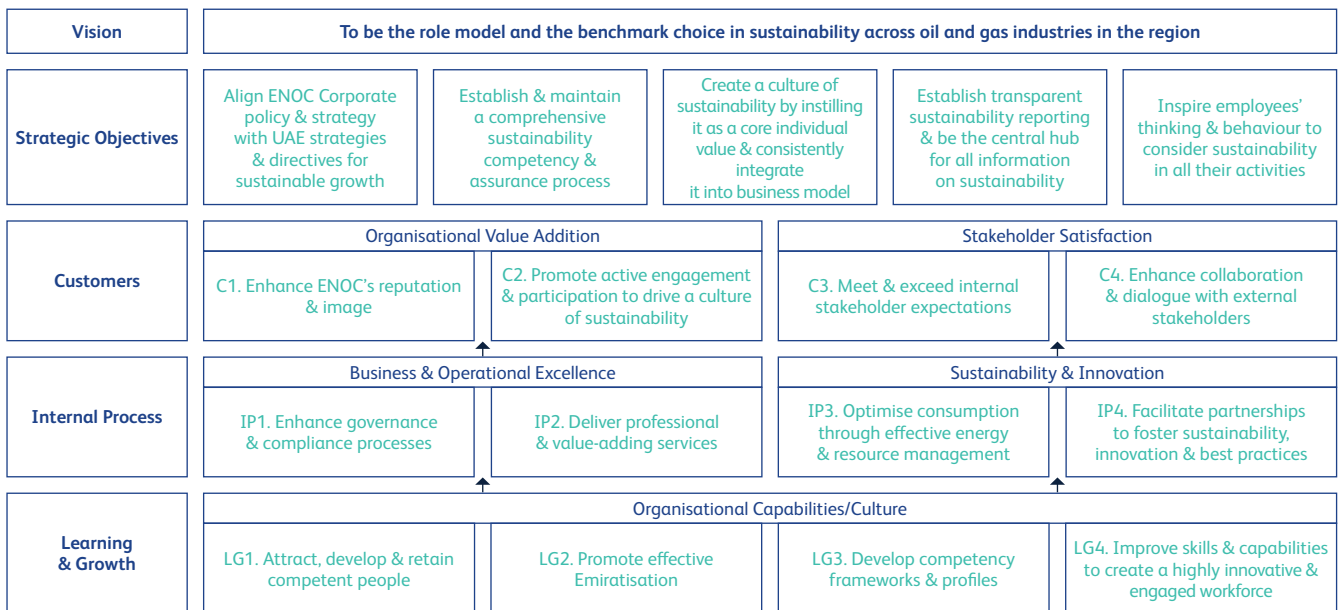 Vision
To be the role model and the benchmark choice in sustainability across oil and gas industries in the region
Strategic Objectives
Align ENOC Corporate
policy & strategy
with UAE strategies
& directives for
sustainable growth
Establish & maintain
a comprehensive
sustainability
competency &
assurance process
Create a culture of
sustainability by instilling
it as a core individual
value & consistently
integrate
it into business model
Establish transparent
sustainability reporting
& be the central hub
for all information
on sustainability
Inspire employees’
thinking & behaviour to
consider sustainability
in all their activities
Customers
Organisational Value Addition
C1. Enhance ENOC’s reputation
& image
C2. Promote active engagement
& participation to drive a culture
of sustainability
Stakeholder Satisfaction
C3. Meet & exceed internal
stakeholder expectations
C4. Enhance collaboration
& dialogue with external
stakeholders
Internal Process
Business & Operational Excellence
IP1. Enhance governance
& compliance processes
IP2. Deliver professional
& value-adding services
Sustainability & Innovation
IP3. Optimise consumption
through effective energy
& resource management
IP4. Facilitate partnerships
to foster sustainability,
innovation & best practices
Learning
& Growth
Organisational Capabilities/Culture
LG1. Attract, develop & retain
competent people
LG2. Promote effective
Emiratisation
LG3. Develop competency
frameworks & profiles
LG4. Improve skills & capabilities
to create a highly innovative &
engaged workforce